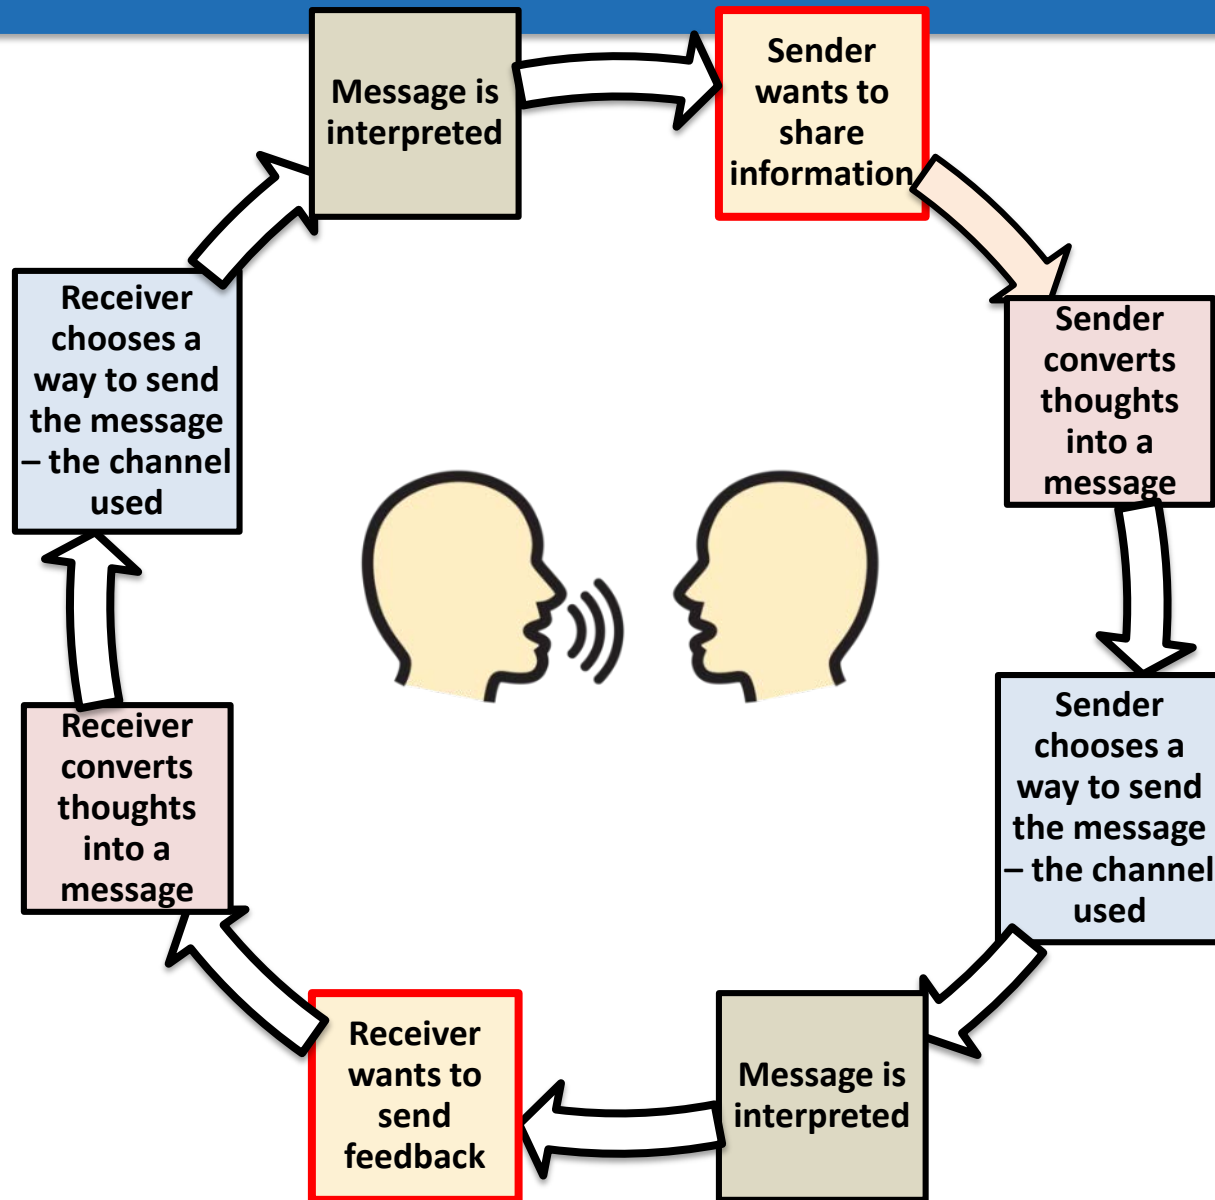 Message is
interpreted
Sender
wants to
share
information
Sender
converts
thoughts
into a
message
Sender
chooses a
way to send
the message
– the channel
used
Message is
interpreted
Receiver
wants to
send
feedback
Receiver
converts
thoughts
into a
message
Receiver
chooses a
way to send
the message
– the channel
used